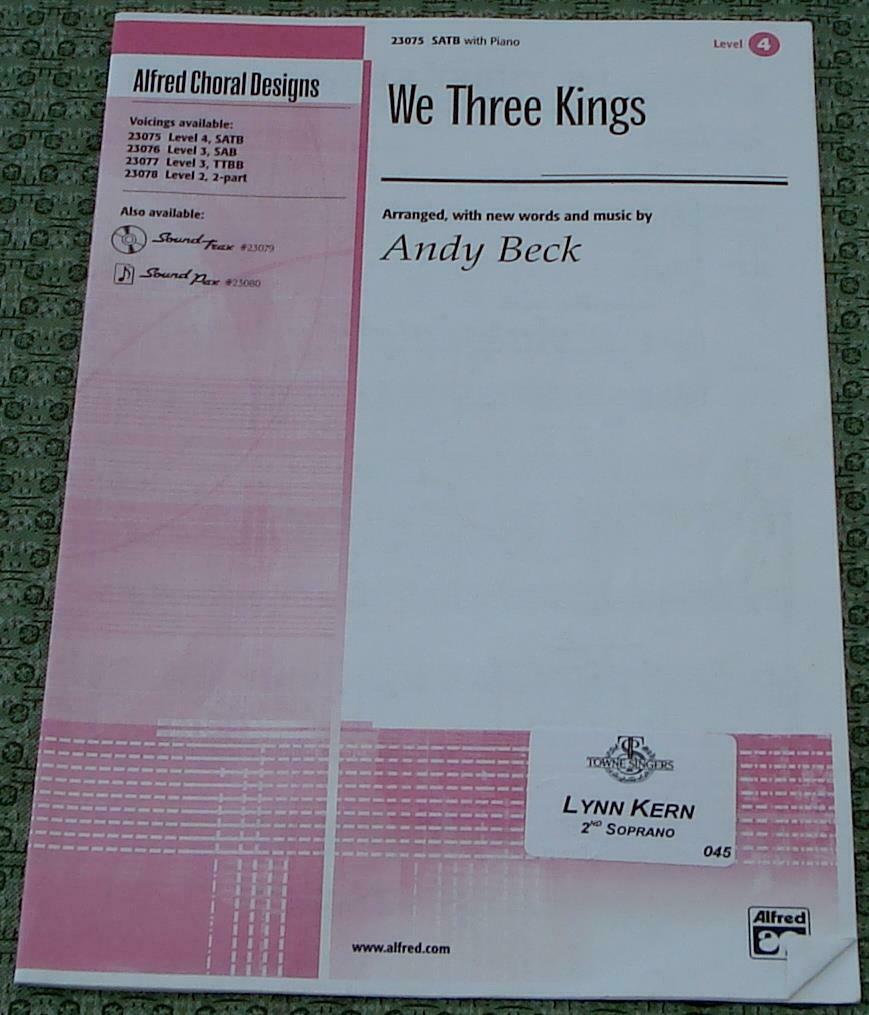 23075 SATB with Piano
Level 4
Alfred Choral Designs
We Three Kings
Voicings available:
23075 Level 4, SATB
23076 Level 3, SAB
23077 Level 3, TTBB
23078 Level 2, 2-part
Arranged, with new words and music by
Andy Beck
Also available:
SoundTrax #23079
SoundPax #23080
TOWNE SINGERS
LYNN KERN
2ND SOPRANO
045
Alfred
www.alfred.com